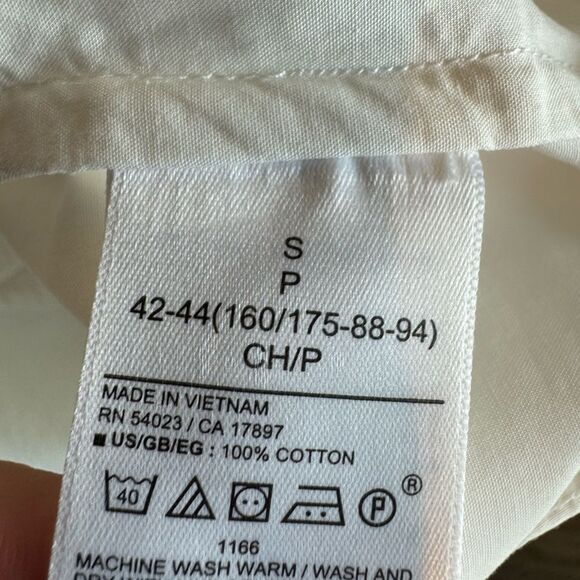 S
P
42-44(160/175-88-94)
CH/P
MADE IN VIETNAM
RN 54023 / CA 17897
■ US/GB/EG : 100% COTTON
40 P ®
1166
MACHINE WASH WARM / WASH AND